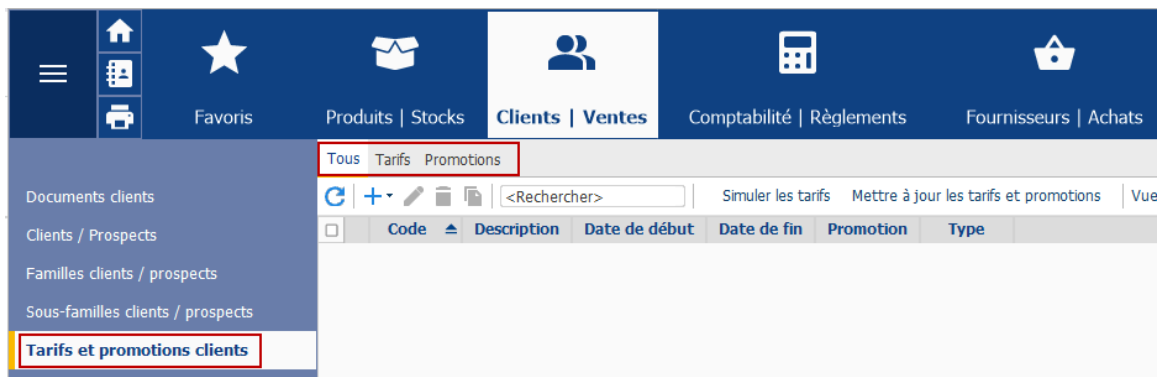 Favoris
Produits | Stocks
Clients | Ventes
Comptabilité | Règlements
Fournisseurs | Achats
Tous Tarifs Promotions
<Rechercher> Simuler les tarifs Mettre à jour les tarifs et promotions Vue
Code Description Date de début Date de fin Promotion Type
Documents clients
Clients / Prospects
Familles clients / prospects
Sous-familles clients / prospects
Tarifs et promotions clients